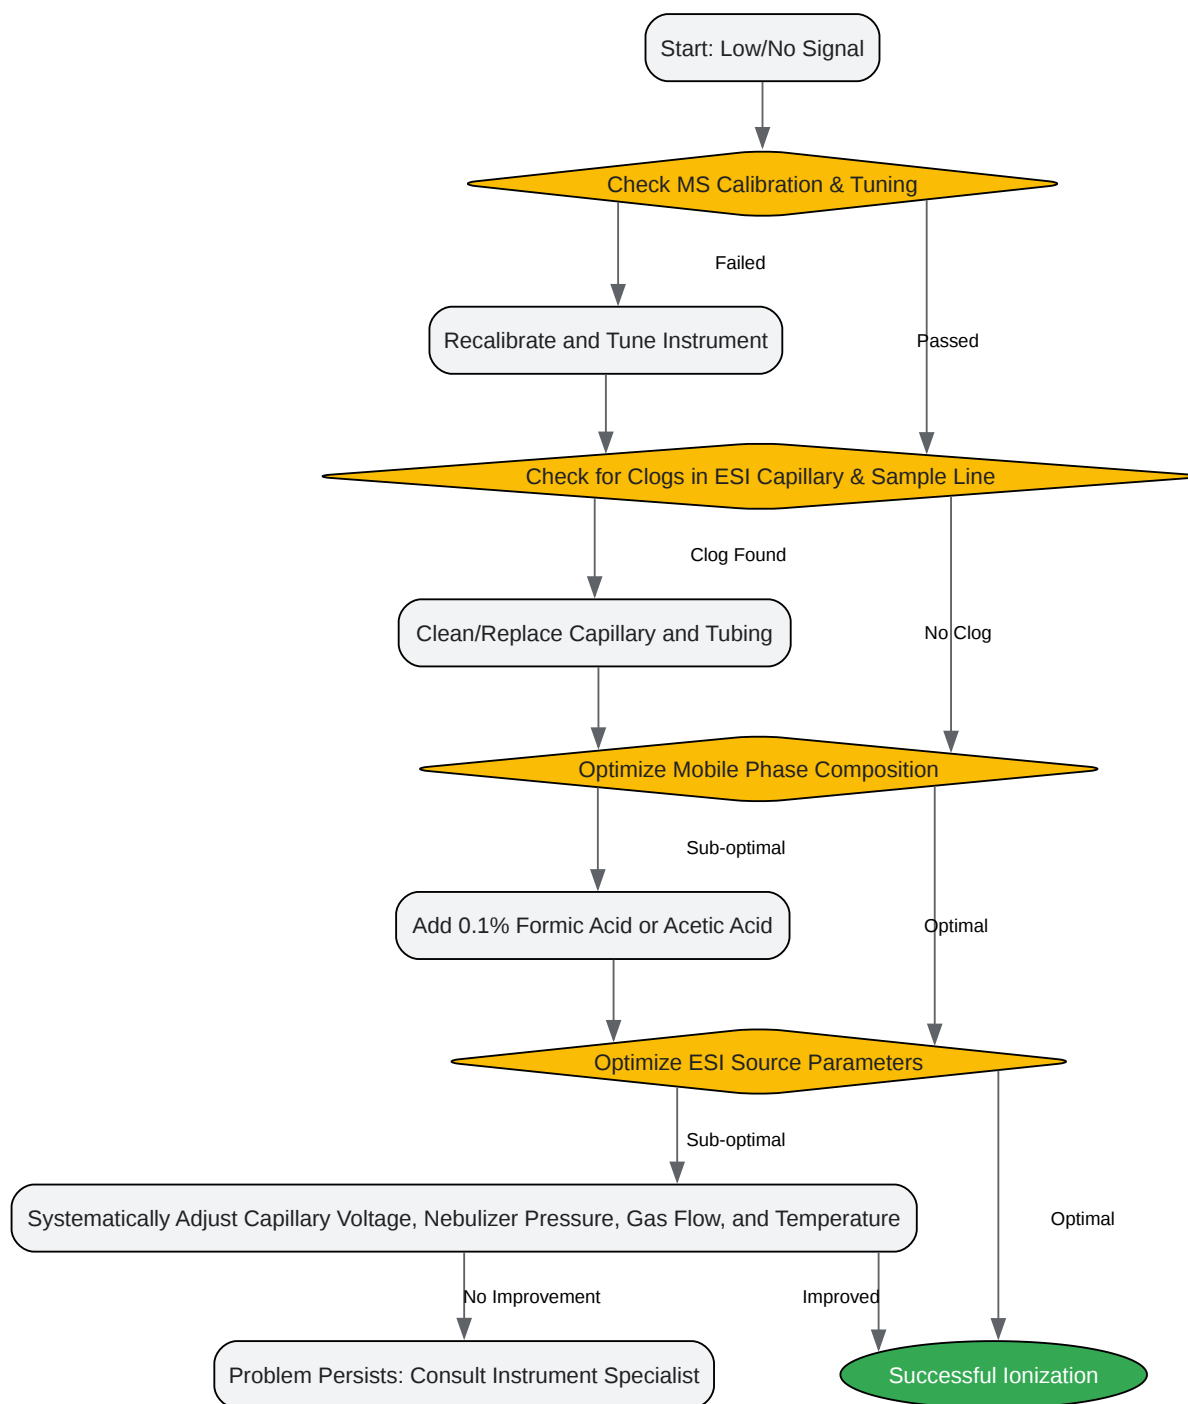 Start: Low/No Signal
Check MS Calibration & Tuning
Failed
Recalibrate and Tune Instrument
Passed
Check for Clogs in ESI Capillary & Sample Line
Clog Found
Clean/Replace Capillary and Tubing
No Clog
Optimize Mobile Phase Composition
Sub-optimal
Add 0.1% Formic Acid or Acetic Acid
Optimal
Optimize ESI Source Parameters
Sub-optimal
Systematically Adjust Capillary Voltage, Nebulizer Pressure, Gas Flow, and Temperature
Optimal
No Improvement
Improved
Problem Persists: Consult Instrument Specialist
Successful Ionization